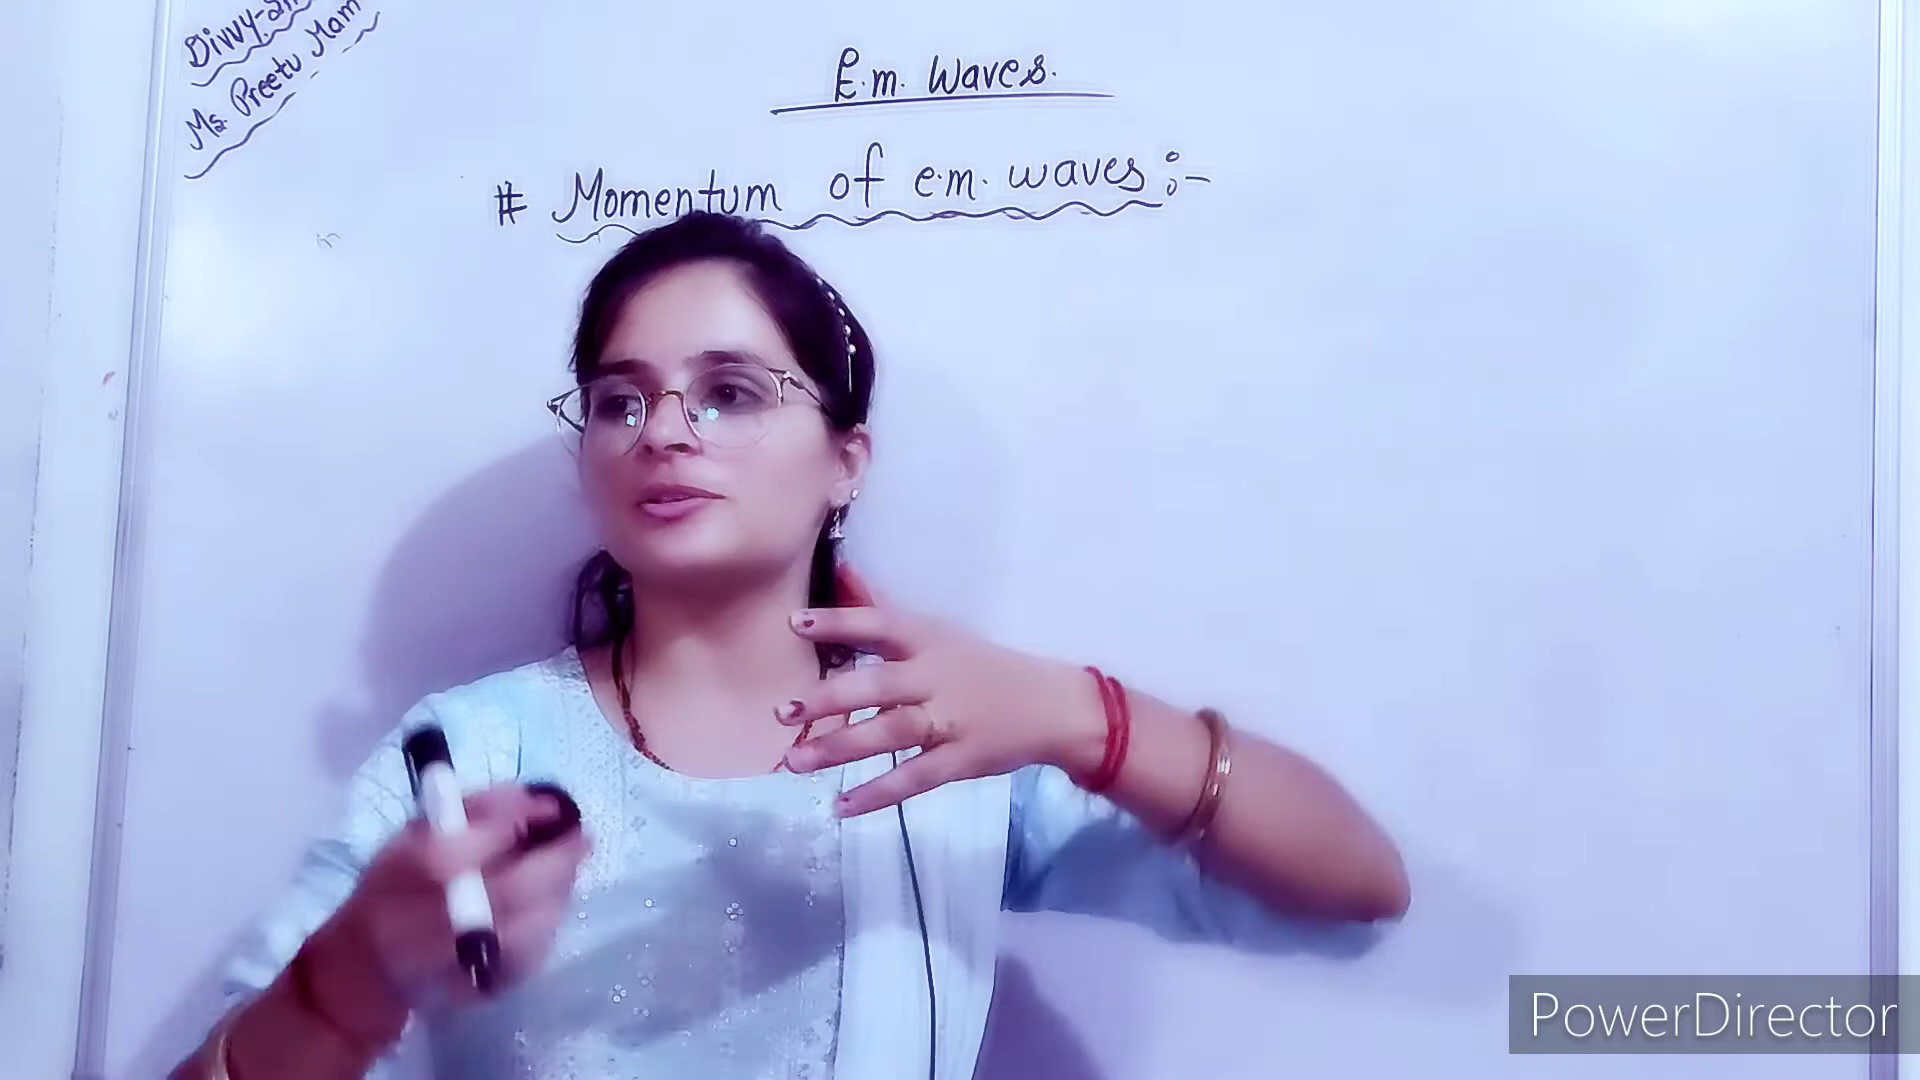 Ms. Preetu Mam
E.m. Waves.
# Momentum of e.m. waves :-
PowerDirector